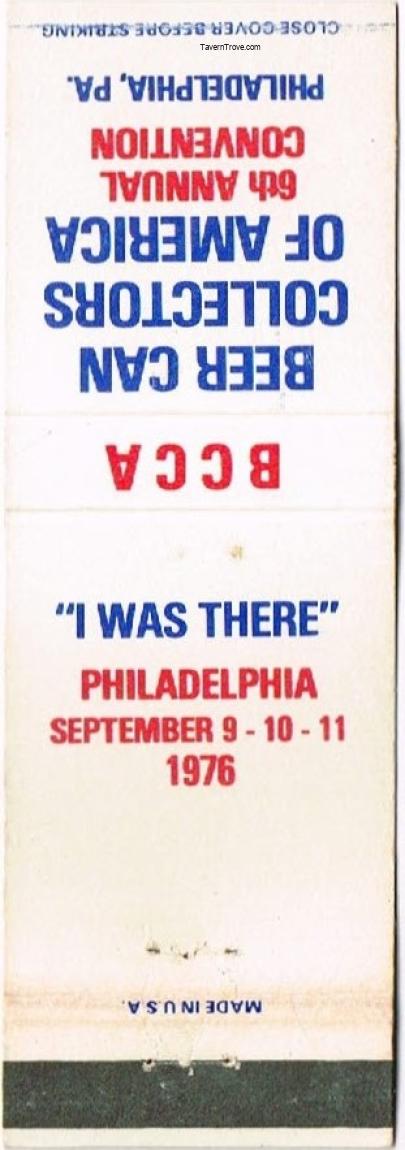 TavernTrove.com
CLOSE COVER BEFORE STRIKING
BEER CAN
COLLECTORS
OF AMERICA
6th ANNUAL
CONVENTION
PHILADELPHIA, PA.
BCCA
"I WAS THERE"
PHILADELPHIA
SEPTEMBER 9 - 10 - 11
1976
MADE IN U.S.A.